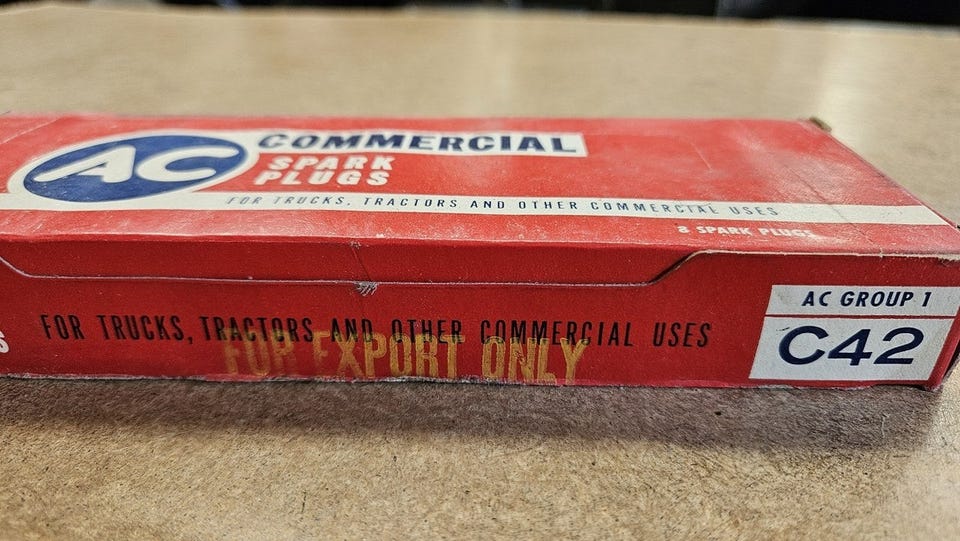 AC
COMMERCIAL
SPARK
PLUGS
FOR TRUCKS, TRACTORS AND OTHER COMMERCIAL USES
8 SPARK PLUGS
FOR TRUCKS, TRACTORS AND OTHER COMMERCIAL USES
FOR EXPORT ONLY
AC GROUP 1
C42